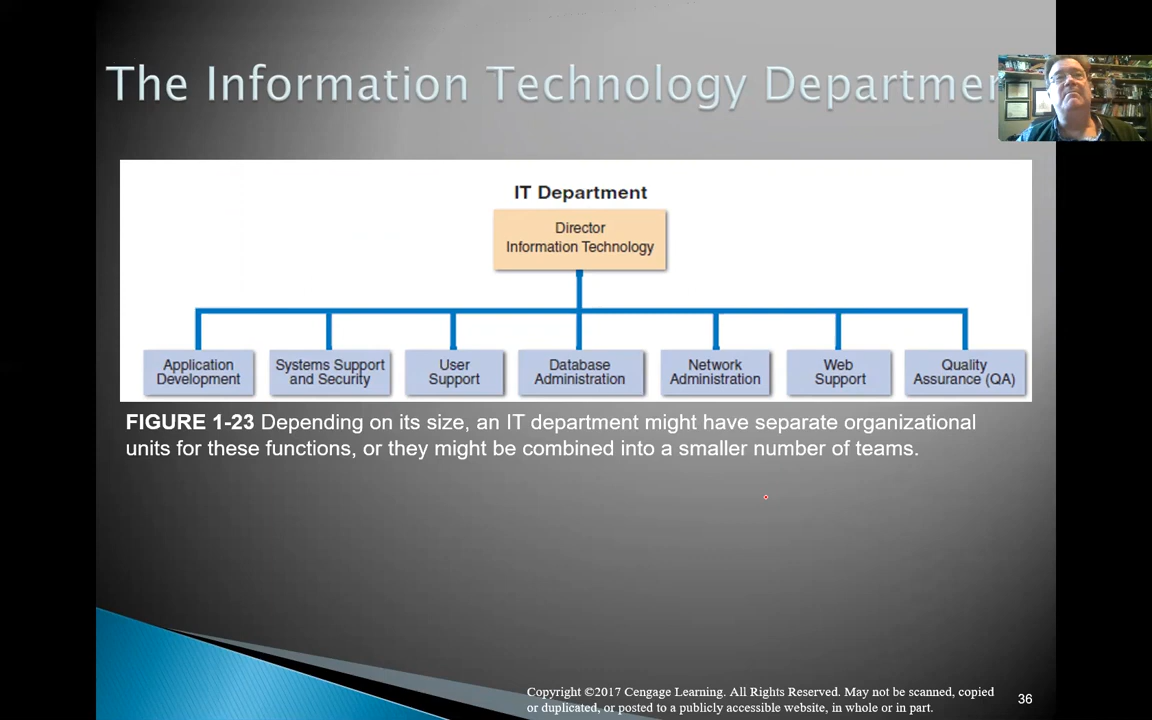 The Information Technology Departmen
IT Department
Director
Information Technology
Application
Development
Systems Support
and Security
User
Support
Database
Administration
Network
Administration
Web
Support
Quality
Assurance (QA)
FIGURE 1-23 Depending on its size, an IT department might have separate organizational
units for these functions, or they might be combined into a smaller number of teams.
Copyright ©2017 Cengage Learning. All Rights Reserved. May not be scanned, copied
or duplicated, or posted to a publicly accessible website, in whole or in part.
36